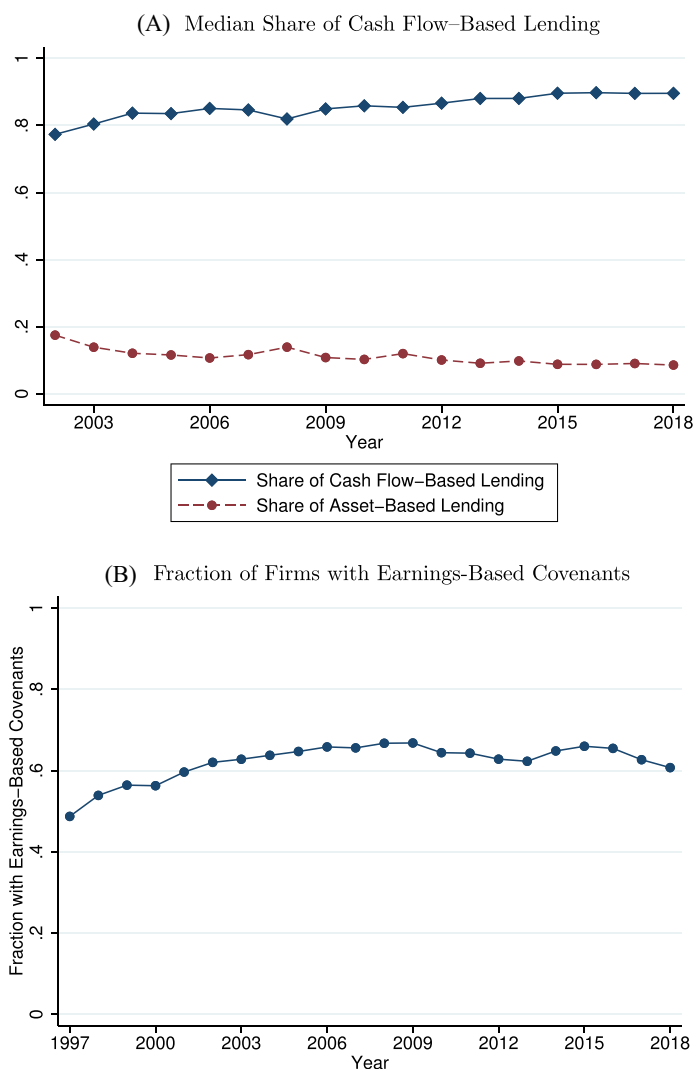 (A) Median Share of Cash Flow–Based Lending
1
.8
.6
.4
.2
0
2003 2006 2009 2012 2015 2018
Year
Share of Cash Flow–Based Lending
Share of Asset–Based Lending
(B) Fraction of Firms with Earnings-Based Covenants
Fraction with Earnings–Based Covenants
1
.8
.6
.4
.2
0
1997 2000 2003 2006 2009 2012 2015 2018
Year